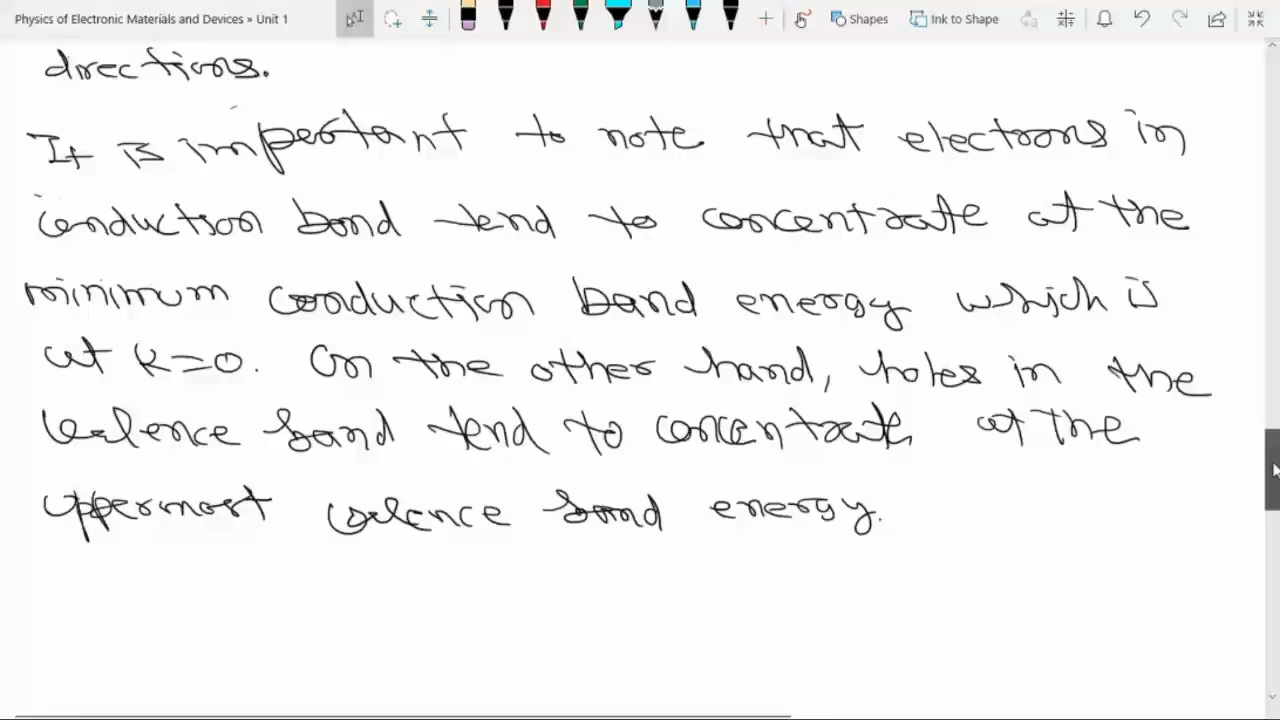 Physics of Electronic Materials and Devices » Unit 1
Shapes
Ink to Shape
directions.
It is important to note that electrons in
conduction band tend to concentrate at the
minimum conduction band energy which is
at k=0. On the other hand, holes in the
valence band tend to concentrate at the
uppermost valence band energy.